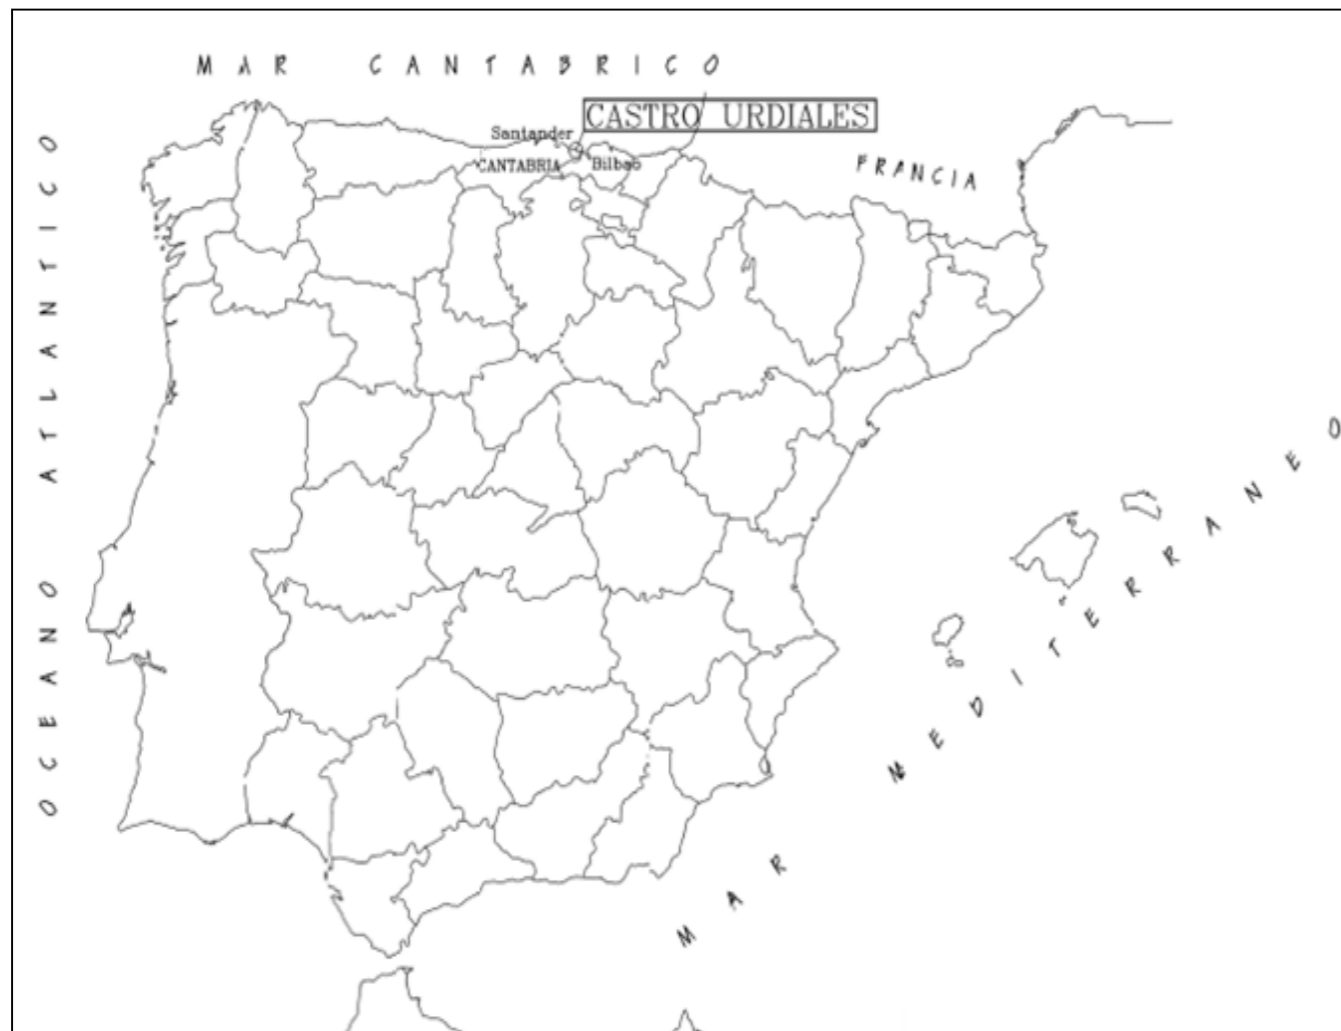 MAR CANTABRICO
CASTRO URDIALES
Santander
CANTABRIA
Bilbao
FRANCIA
OCEANO ATLANTICO
MAR MEDITERRANEO